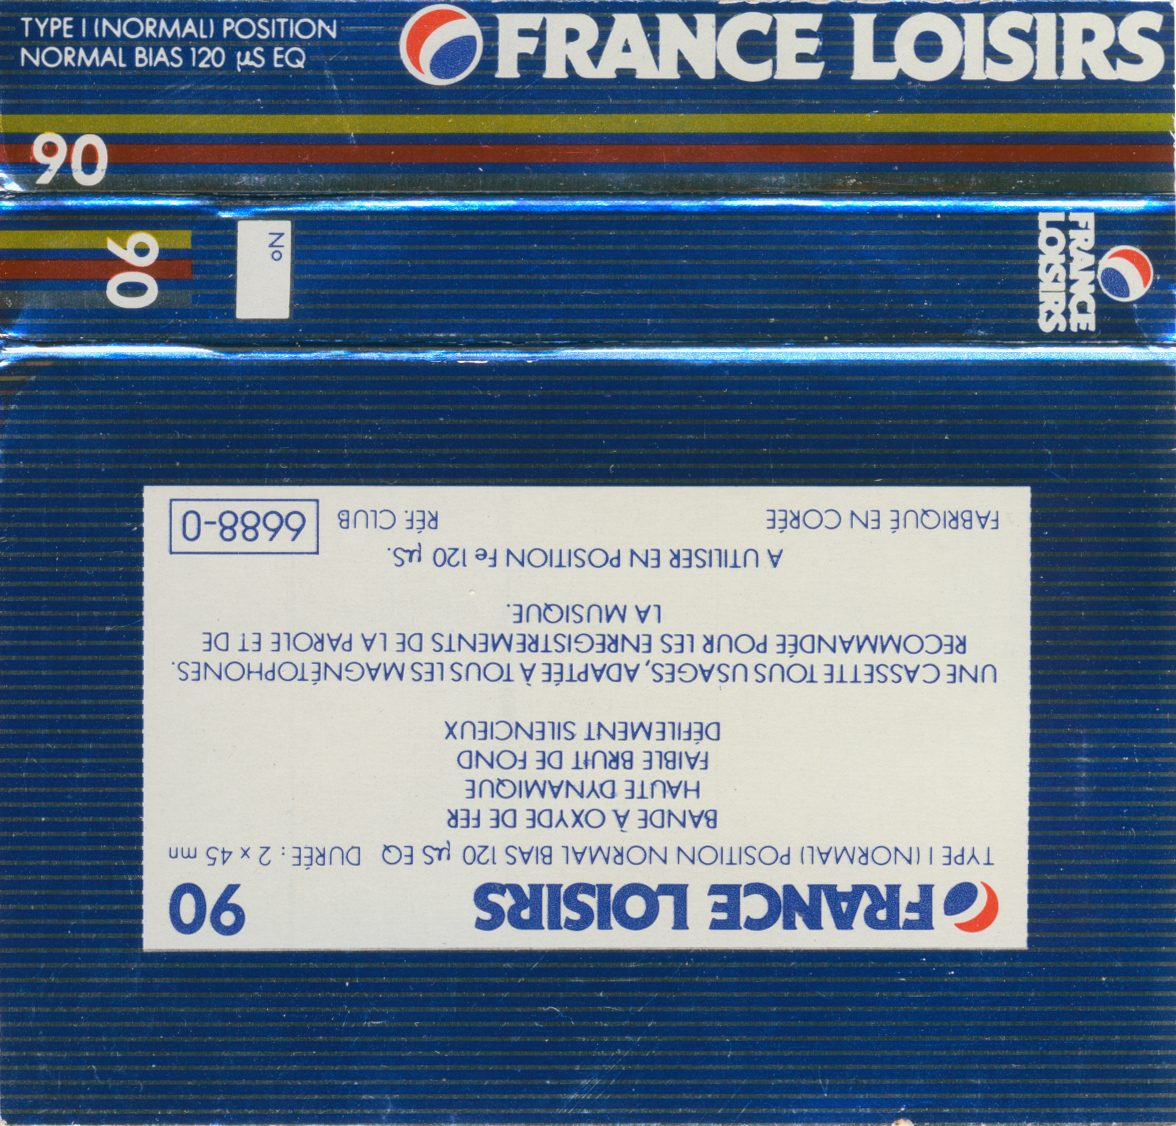 TYPE I (NORMAL) POSITION
NORMAL BIAS 120 µS EQ
FRANCE LOISIRS
90
90
N°
FRANCE
LOISIRS
FRANCE LOISIRS 90
TYPE I (NORMAL) POSITION NORMAL BIAS 120 µS EQ DURÉE : 2 x 45 mn
BANDE À OXYDE DE FER
HAUTE DYNAMIQUE
FAIBLE BRUIT DE FOND
DÉFILEMENT SILENCIEUX
UNE CASSETTE TOUS USAGES, ADAPTÉE À TOUS LES MAGNÉTOPHONES.
RECOMMANDÉE POUR LES ENREGISTREMENTS DE LA PAROLE ET DE
LA MUSIQUE.
A UTILISER EN POSITION Fe 120 µS.
FABRIQUÉ EN CORÉE RÉF. CLUB 6688-0